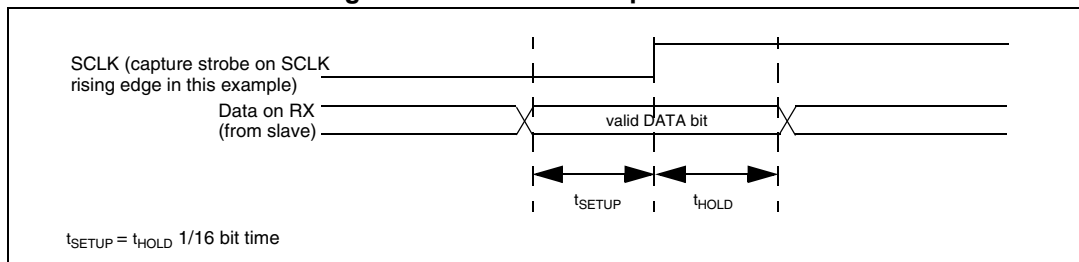 SCLK (capture strobe on SCLK
rising edge in this example)
Data on RX
(from slave)
valid DATA bit
tSETUP
tHOLD
tSETUP = tHOLD 1/16 bit time